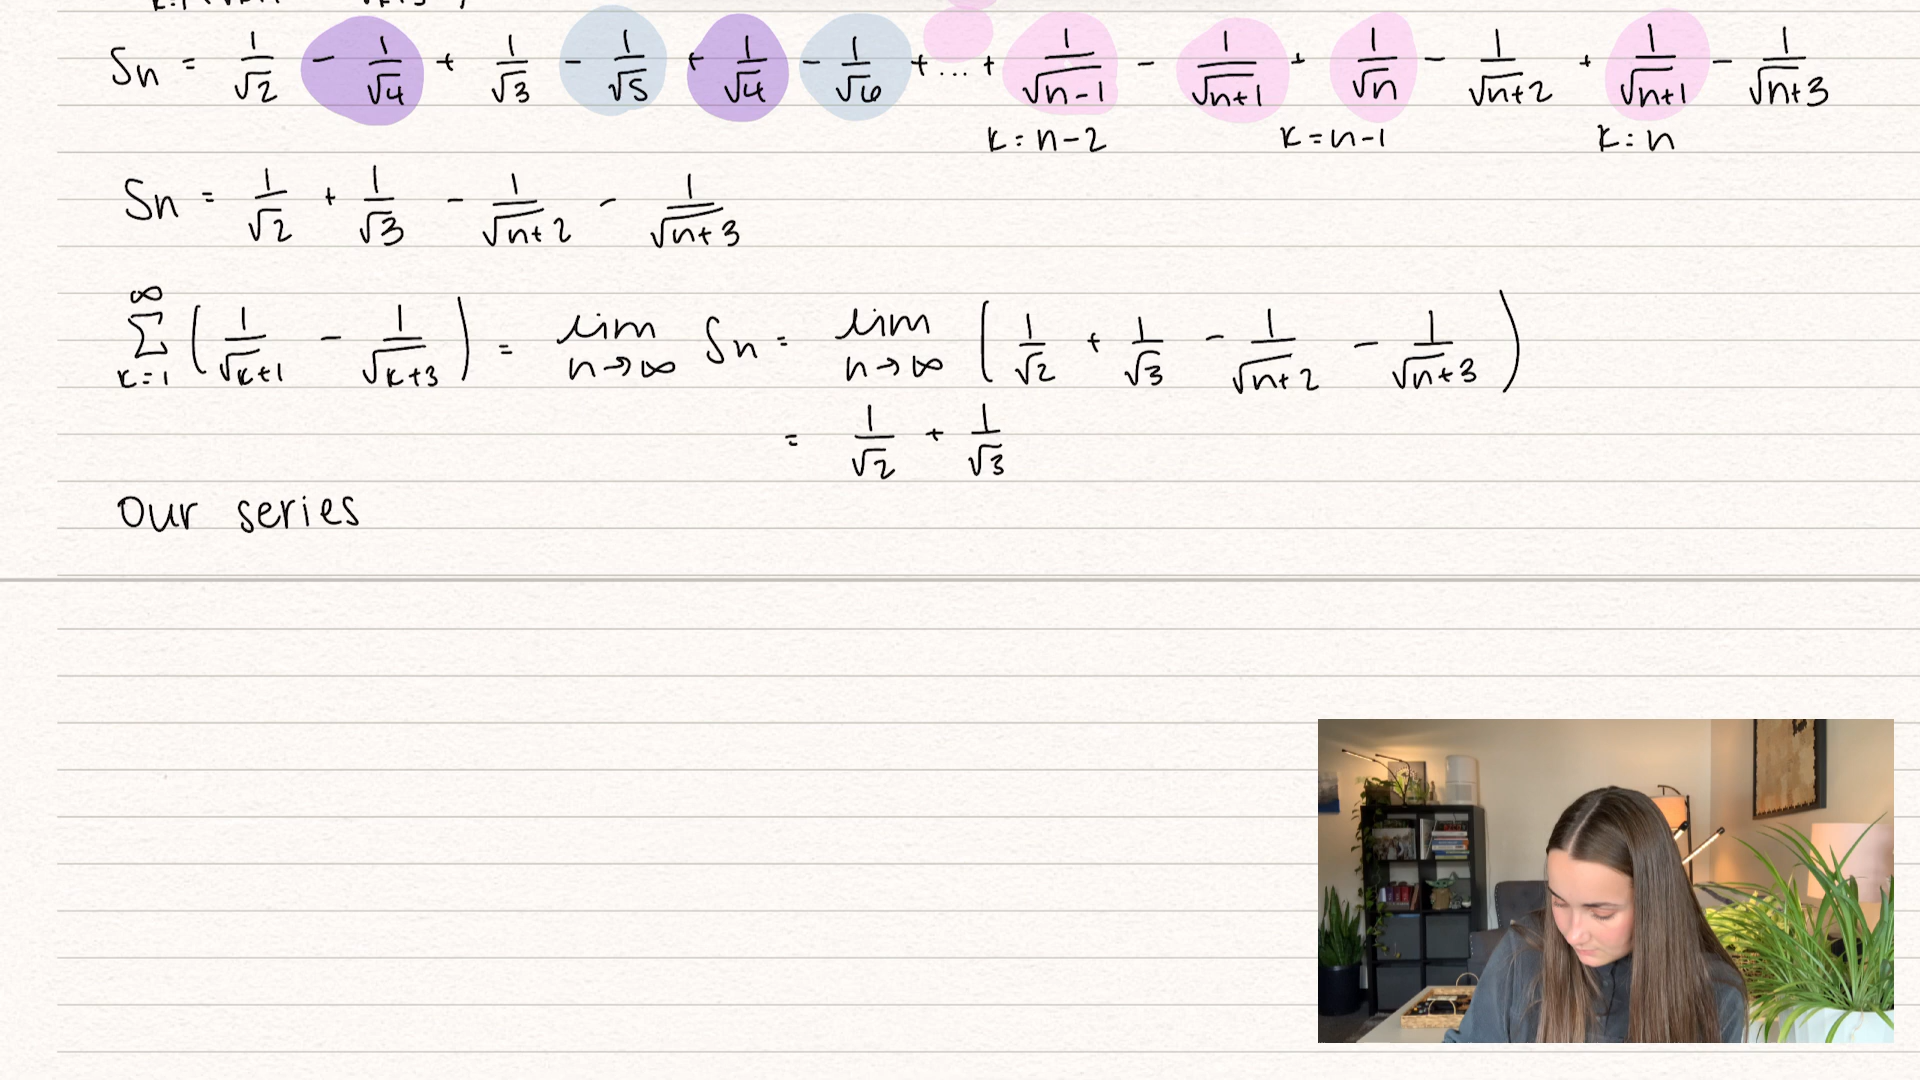 Sn = 1/√2 - 1/√4 + 1/√3 - 1/√5 + 1/√4 - 1/√6 + ... + 1/√n-1 - 1/√n+1 + 1/√n - 1/√n+2 + 1/√n+1 - 1/√n+3
k=n-2 k=n-1 k=n
Sn = 1/√2 + 1/√3 - 1/√n+2 - 1/√n+3
∞ Σ k=1 (1/√k+1 - 1/√k+3) = lim n→∞ Sn = lim n→∞ (1/√2 + 1/√3 - 1/√n+2 - 1/√n+3)
= 1/√2 + 1/√3
Our series